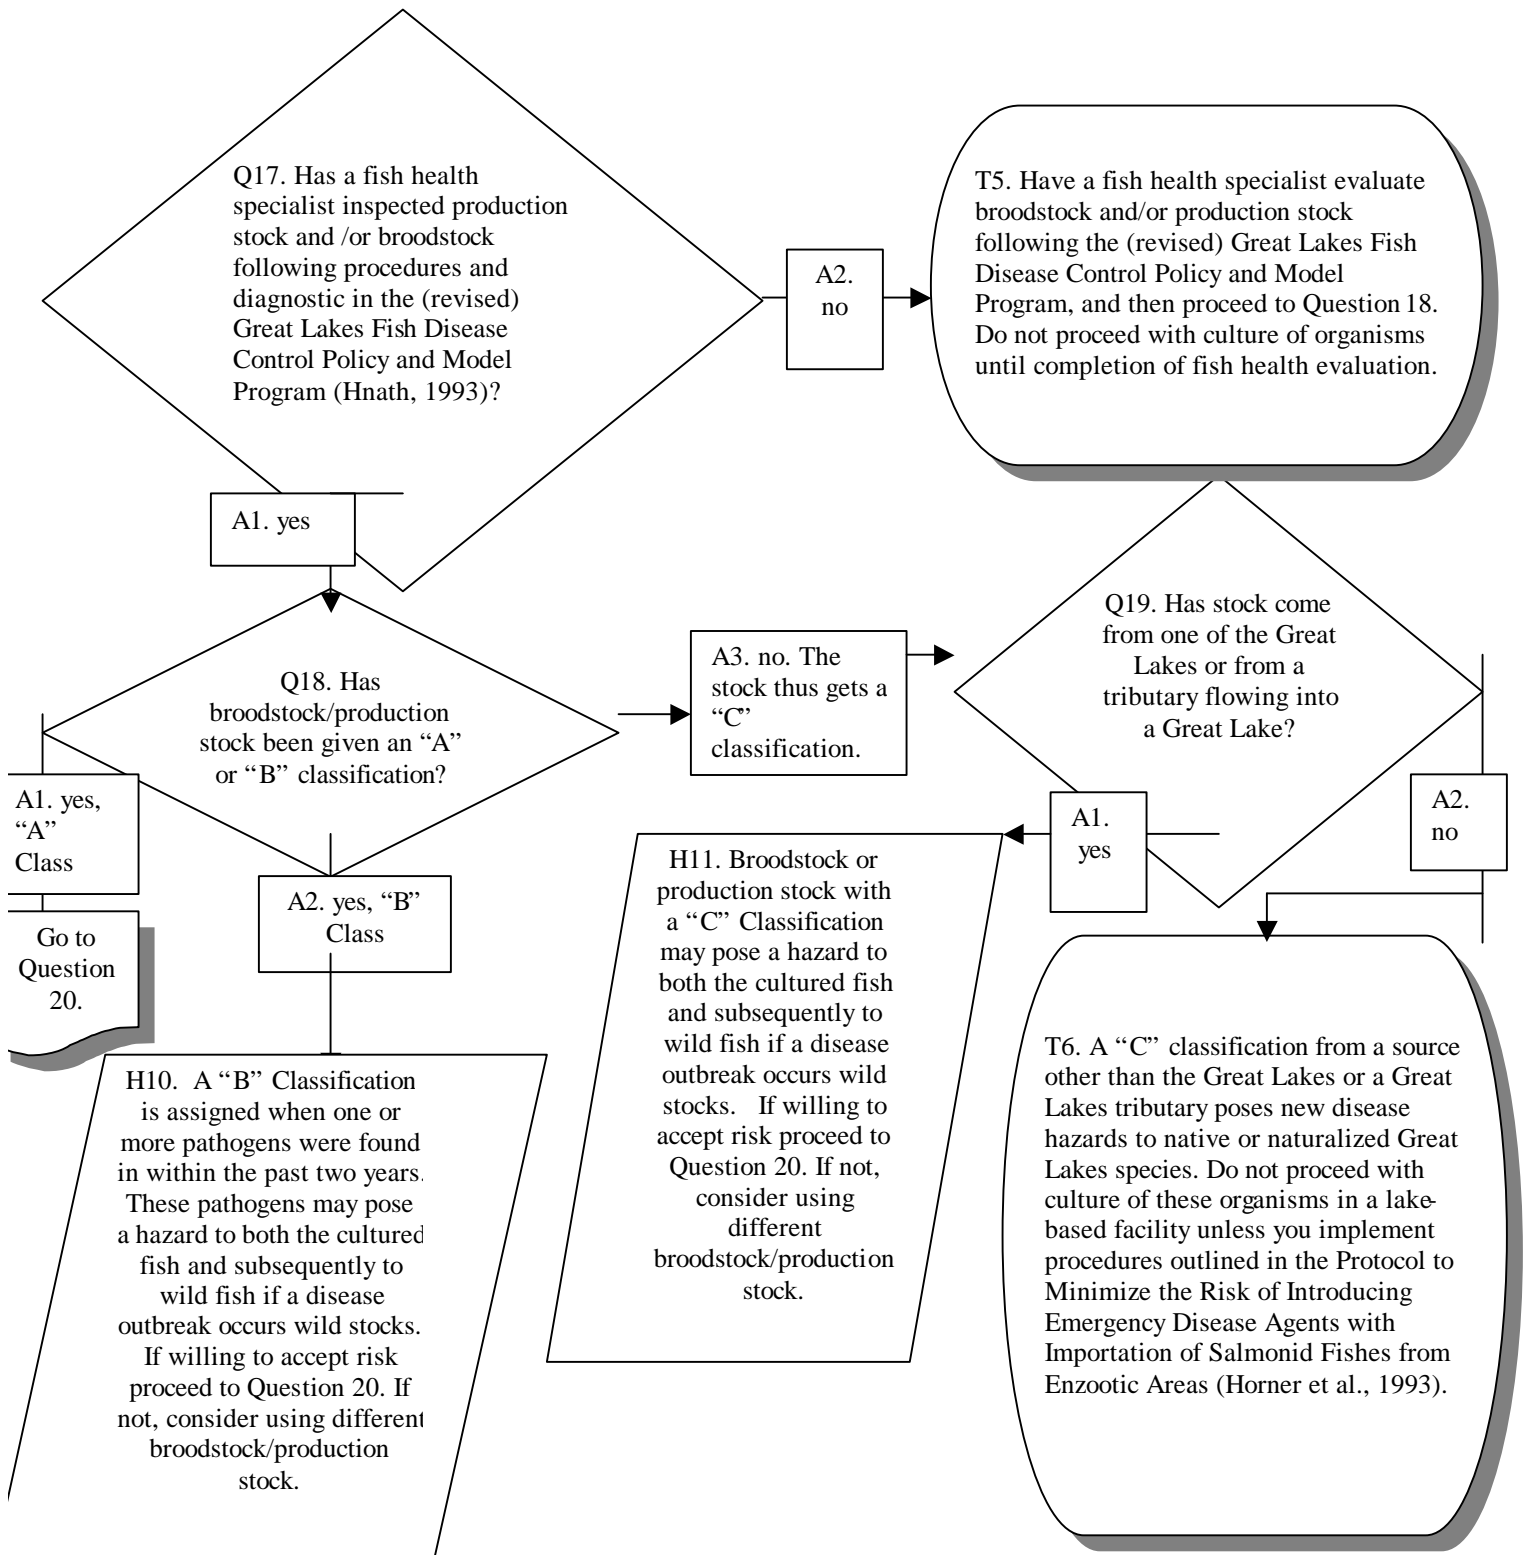 Q17. Has a fish health
specialist inspected production
stock and /or broodstock
following procedures and
diagnostic in the (revised)
Great Lakes Fish Disease
Control Policy and Model
Program (Hnath, 1993)?
A2.
no
T5. Have a fish health specialist evaluate
broodstock and/or production stock
following the (revised) Great Lakes Fish
Disease Control Policy and Model
Program, and then proceed to Question 18.
Do not proceed with culture of organisms
until completion of fish health evaluation.
A1. yes
Q18. Has
broodstock/production
stock been given an “A”
or “B” classification?
A3. no. The
stock thus gets a
“C”
classification.
Q19. Has stock come
from one of the Great
Lakes or from a
tributary flowing into
a Great Lake?
A1. yes,
“A”
Class
Go to
Question
20.
A2. yes, “B”
Class
A1.
yes
A2.
no
H10. A “B” Classification
is assigned when one or
more pathogens were found
in within the past two years.
These pathogens may pose
a hazard to both the cultured
fish and subsequently to
wild fish if a disease
outbreak occurs wild stocks.
If willing to accept risk
proceed to Question 20. If
not, consider using different
broodstock/production
stock.
H11. Broodstock or
production stock with
a “C” Classification
may pose a hazard to
both the cultured fish
and subsequently to
wild fish if a disease
outbreak occurs wild
stocks. If willing to
accept risk proceed to
Question 20. If not,
consider using
different
broodstock/production
stock.
T6. A “C” classification from a source
other than the Great Lakes or a Great
Lakes tributary poses new disease
hazards to native or naturalized Great
Lakes species. Do not proceed with
culture of these organisms in a lake-
based facility unless you implement
procedures outlined in the Protocol to
Minimize the Risk of Introducing
Emergency Disease Agents with
Importation of Salmonid Fishes from
Enzootic Areas (Horner et al., 1993).